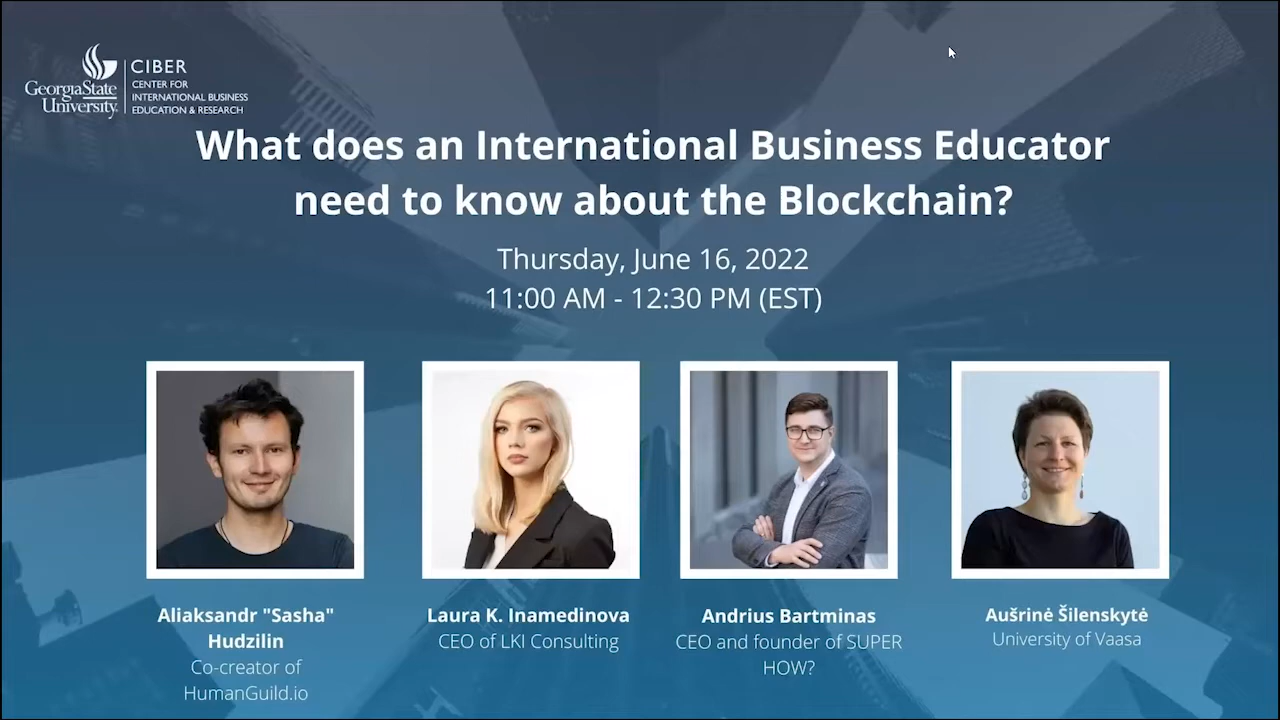 GeorgiaState
University
CIBER
CENTER FOR
INTERNATIONAL BUSINESS
EDUCATION & RESEARCH
What does an International Business Educator
need to know about the Blockchain?
Thursday, June 16, 2022
11:00 AM - 12:30 PM (EST)
Aliaksandr "Sasha"
Hudzilin
Co-creator of
HumanGuild.io
Laura K. Inamedinova
CEO of LKI Consulting
Andrius Bartminas
CEO and founder of SUPER
HOW?
Aušrinė Šilenskytė
University of Vaasa